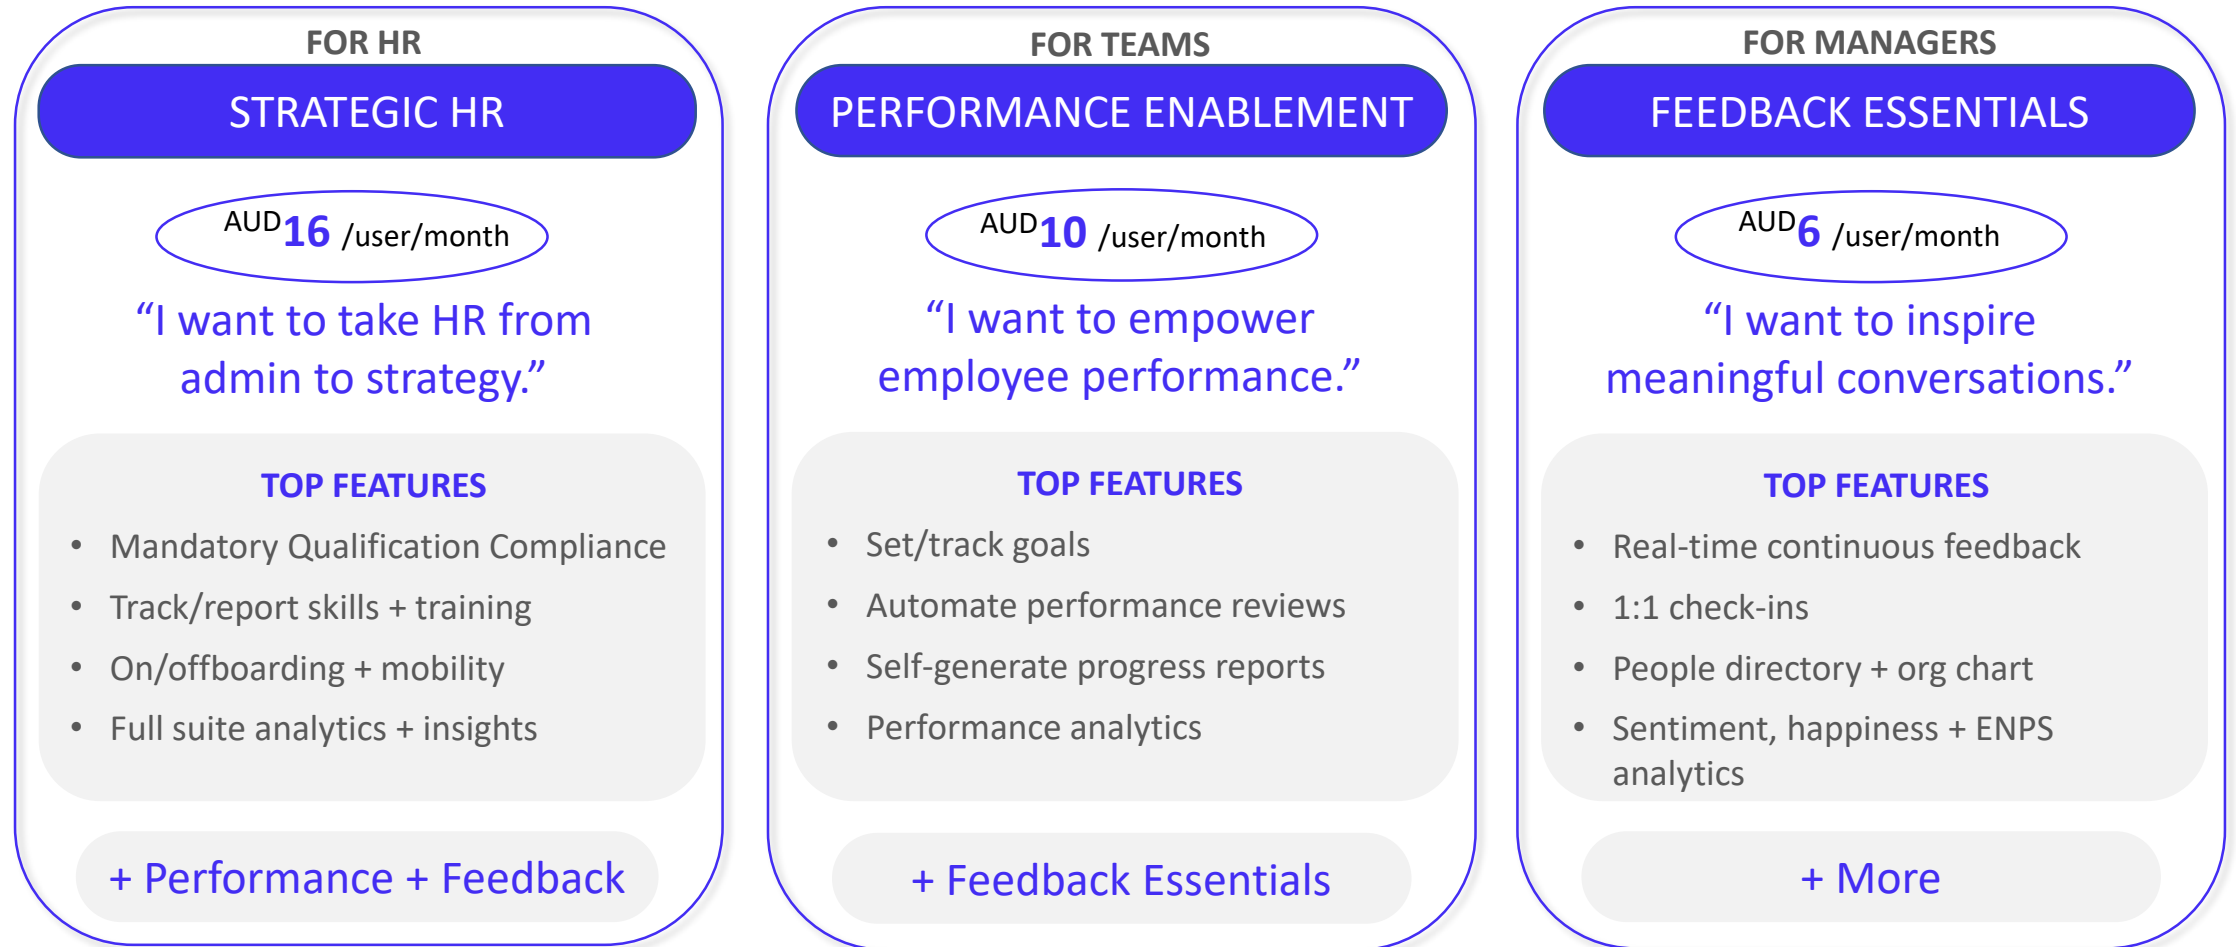 FOR HR
STRATEGIC HR
AUD16 /user/month
“I want to take HR from
admin to strategy.”
TOP FEATURES
• Mandatory Qualification Compliance
• Track/report skills + training
• On/offboarding + mobility
• Full suite analytics + insights
+ Performance + Feedback
FOR TEAMS
PERFORMANCE ENABLEMENT
AUD10 /user/month
“I want to empower
employee performance.”
TOP FEATURES
• Set/track goals
• Automate performance reviews
• Self-generate progress reports
• Performance analytics
+ Feedback Essentials
FOR MANAGERS
FEEDBACK ESSENTIALS
AUD6 /user/month
“I want to inspire
meaningful conversations.”
TOP FEATURES
• Real-time continuous feedback
• 1:1 check-ins
• People directory + org chart
• Sentiment, happiness + ENPS
analytics
+ More